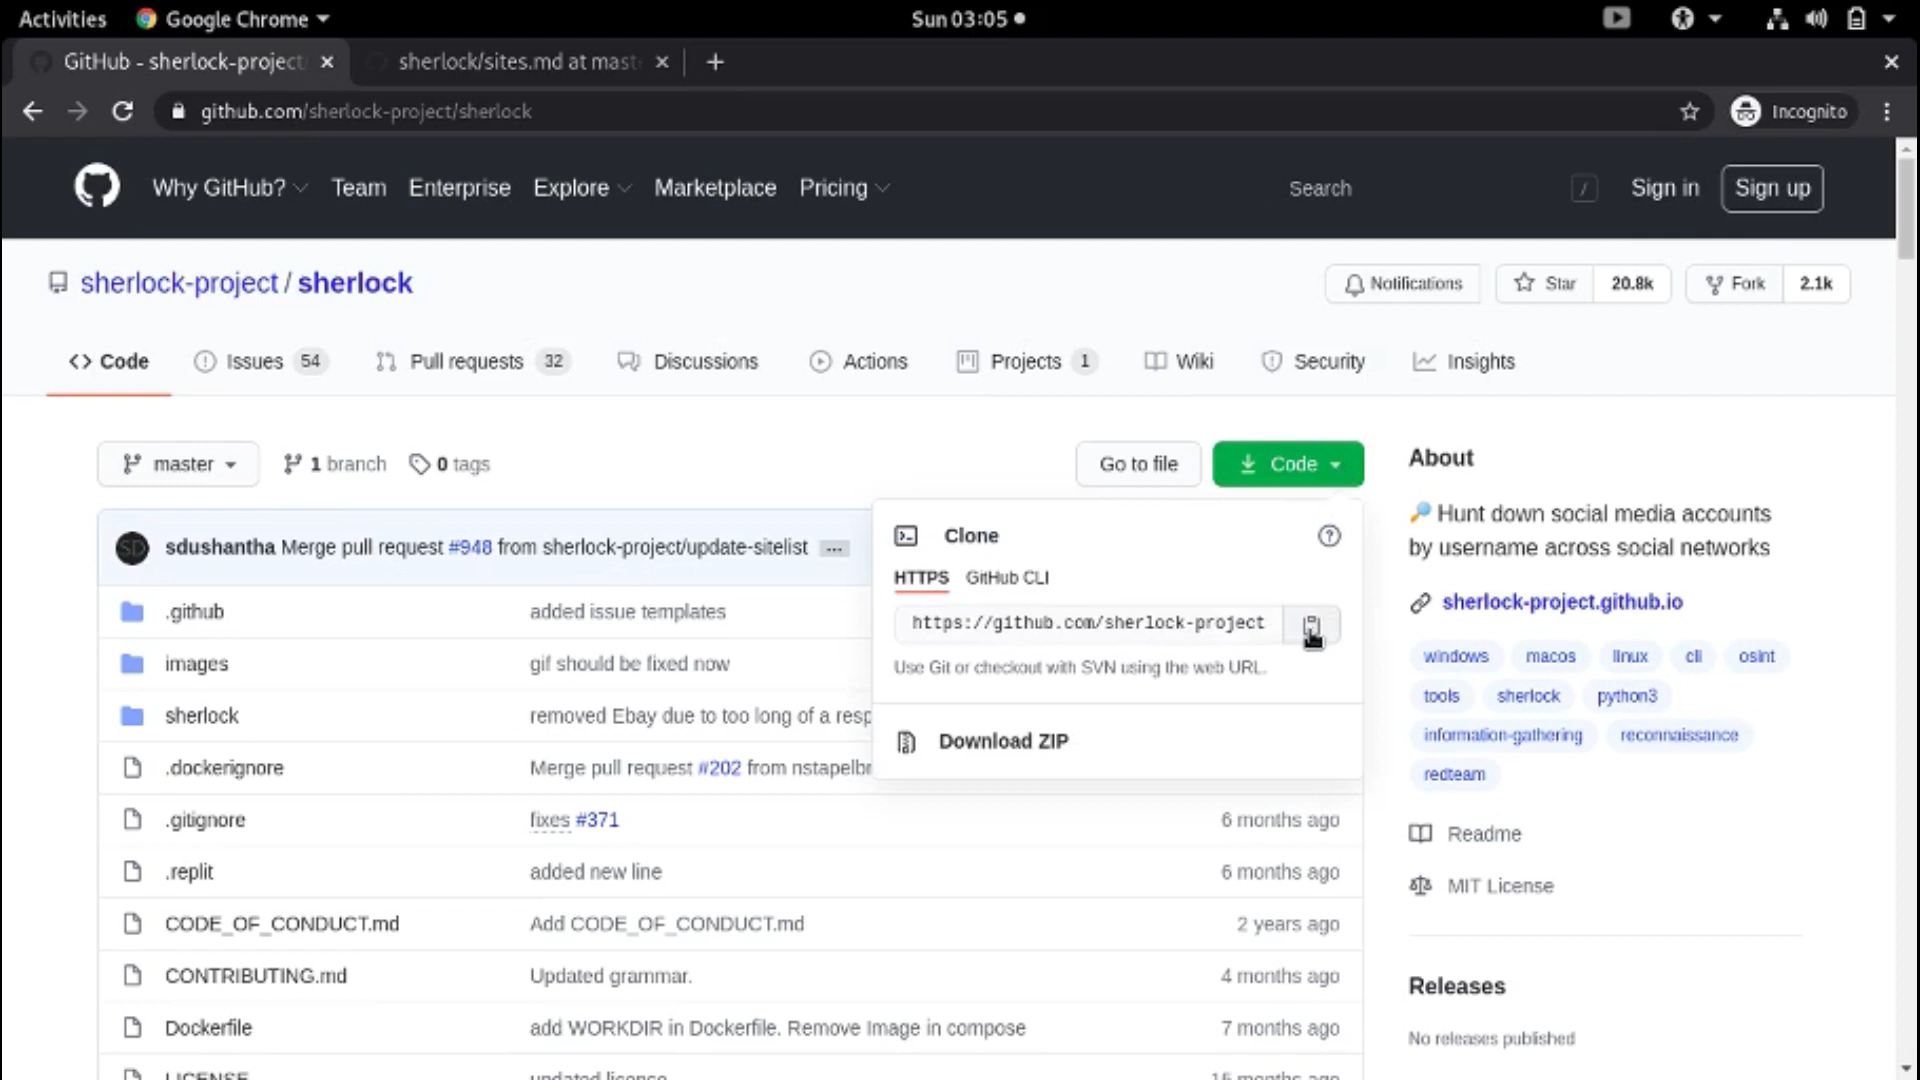 Activities Google Chrome Sun 03:05
GitHub - sherlock-project sherlock/sites.md at mast
github.com/sherlock-project/sherlock Incognito
Why GitHub? Team Enterprise Explore Marketplace Pricing Search / Sign in Sign up
sherlock-project / sherlock Notifications Star 20.8k Fork 2.1k
<> Code Issues 54 Pull requests 32 Discussions Actions Projects 1 Wiki Security Insights
master 1 branch 0 tags Go to file Code
SD sdushantha Merge pull request #948 from sherlock-project/update-sitelist ...
.github added issue templates
images gif should be fixed now
sherlock removed Ebay due to too long of a resp
.dockerignore Merge pull request #202 from nstapelbr
.gitignore fixes #371 6 months ago
.replit added new line 6 months ago
CODE_OF_CONDUCT.md Add CODE_OF_CONDUCT.md 2 years ago
CONTRIBUTING.md Updated grammar. 4 months ago
Dockerfile add WORKDIR in Dockerfile. Remove Image in compose 7 months ago
LICENSE updated license 15 months ago
Clone
HTTPS GitHub CLI
https://github.com/sherlock-project
Use Git or checkout with SVN using the web URL.
Download ZIP
About
Hunt down social media accounts
by username across social networks
sherlock-project.github.io
windows macos linux cli osint
tools sherlock python3
information-gathering reconnaissance
redteam
Readme
MIT License
Releases
No releases published